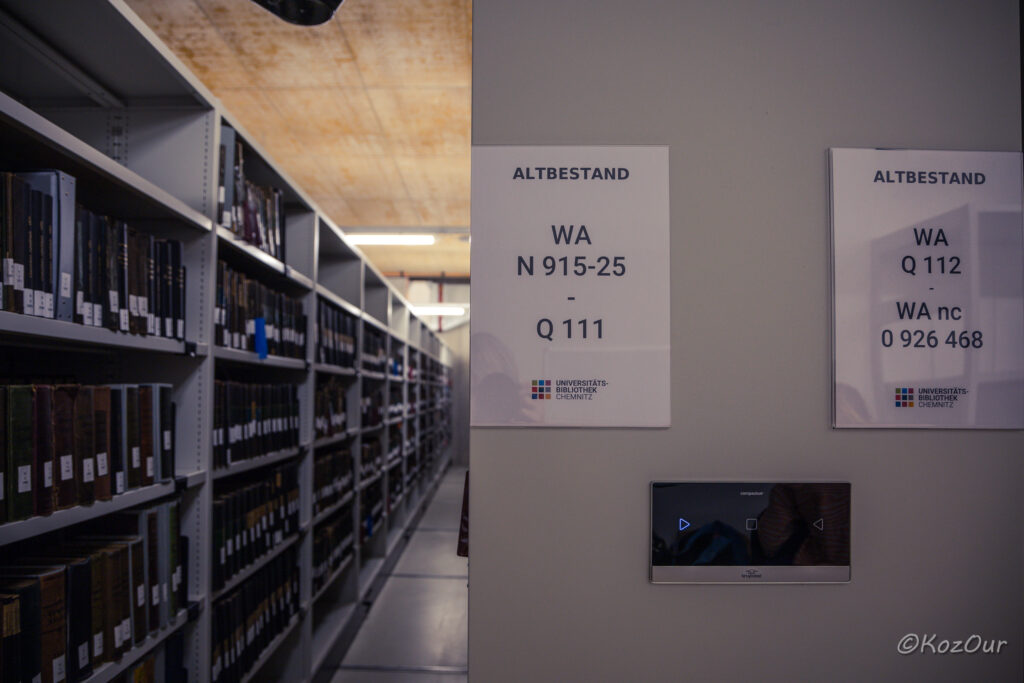 ALTBESTAND
WA
N 915-25
-
Q 111
UNIVERSITÄTS-
BIBLIOTHEK
CHEMNITZ
ALTBESTAND
WA
Q 112
-
WA nc
0 926 468
UNIVERSITÄTS-
BIBLIOTHEK
CHEMNITZ
compactus®
©KozOur